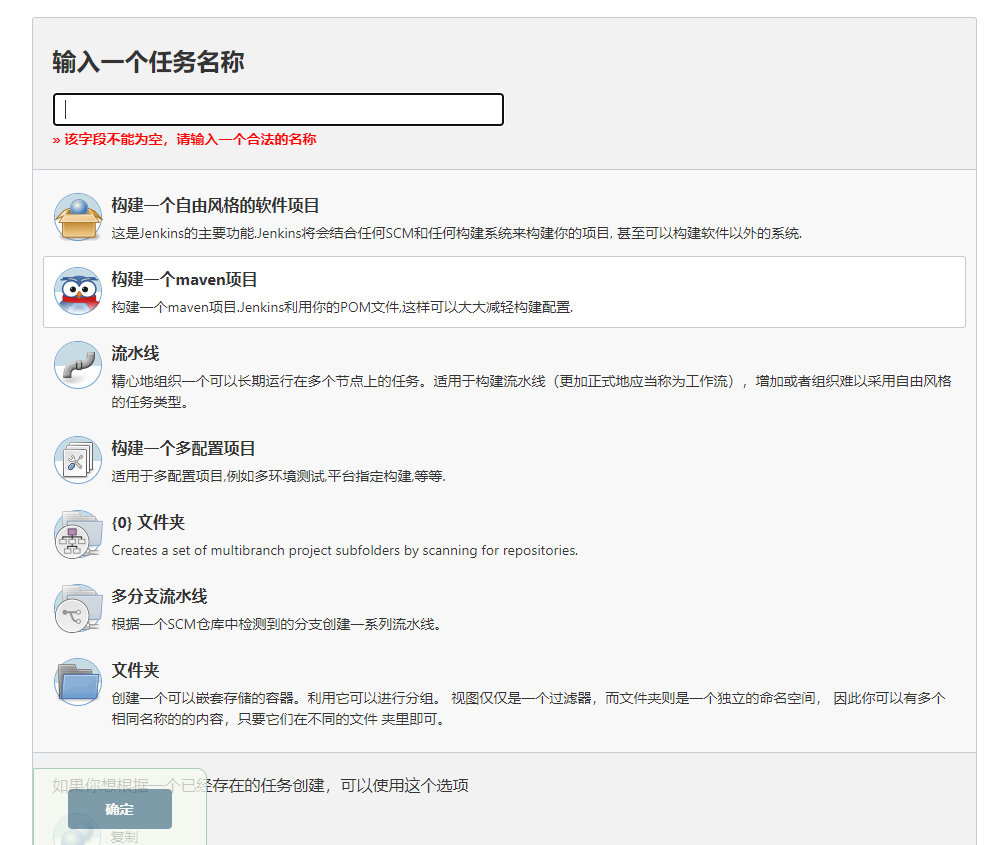 输入一个任务名称
» 该字段不能为空，请输入一个合法的名称
构建一个自由风格的软件项目
这是Jenkins的主要功能.Jenkins将会结合任何SCM和任何构建系统来构建你的项目, 甚至可以构建软件以外的系统.
构建一个maven项目
构建一个maven项目.Jenkins利用你的POM文件,这样可以大大减轻构建配置.
流水线
精心地组织一个可以长期运行在多个节点上的任务。适用于构建流水线（更加正式地应当称为工作流），增加或者组织难以采用自由风格
的任务类型。
构建一个多配置项目
适用于多配置项目,例如多环境测试,平台指定构建,等等.
{0} 文件夹
Creates a set of multibranch project subfolders by scanning for repositories.
多分支流水线
根据一个SCM仓库中检测到的分支创建一系列流水线。
文件夹
创建一个可以嵌套存储的容器。利用它可以进行分组。 视图仅仅是一个过滤器，而文件夹则是一个独立的命名空间， 因此你可以有多个
相同名称的的内容，只要它们在不同的文件 夹里即可。
如果你想根据一个已经存在的任务创建，可以使用这个选项
确定
复制